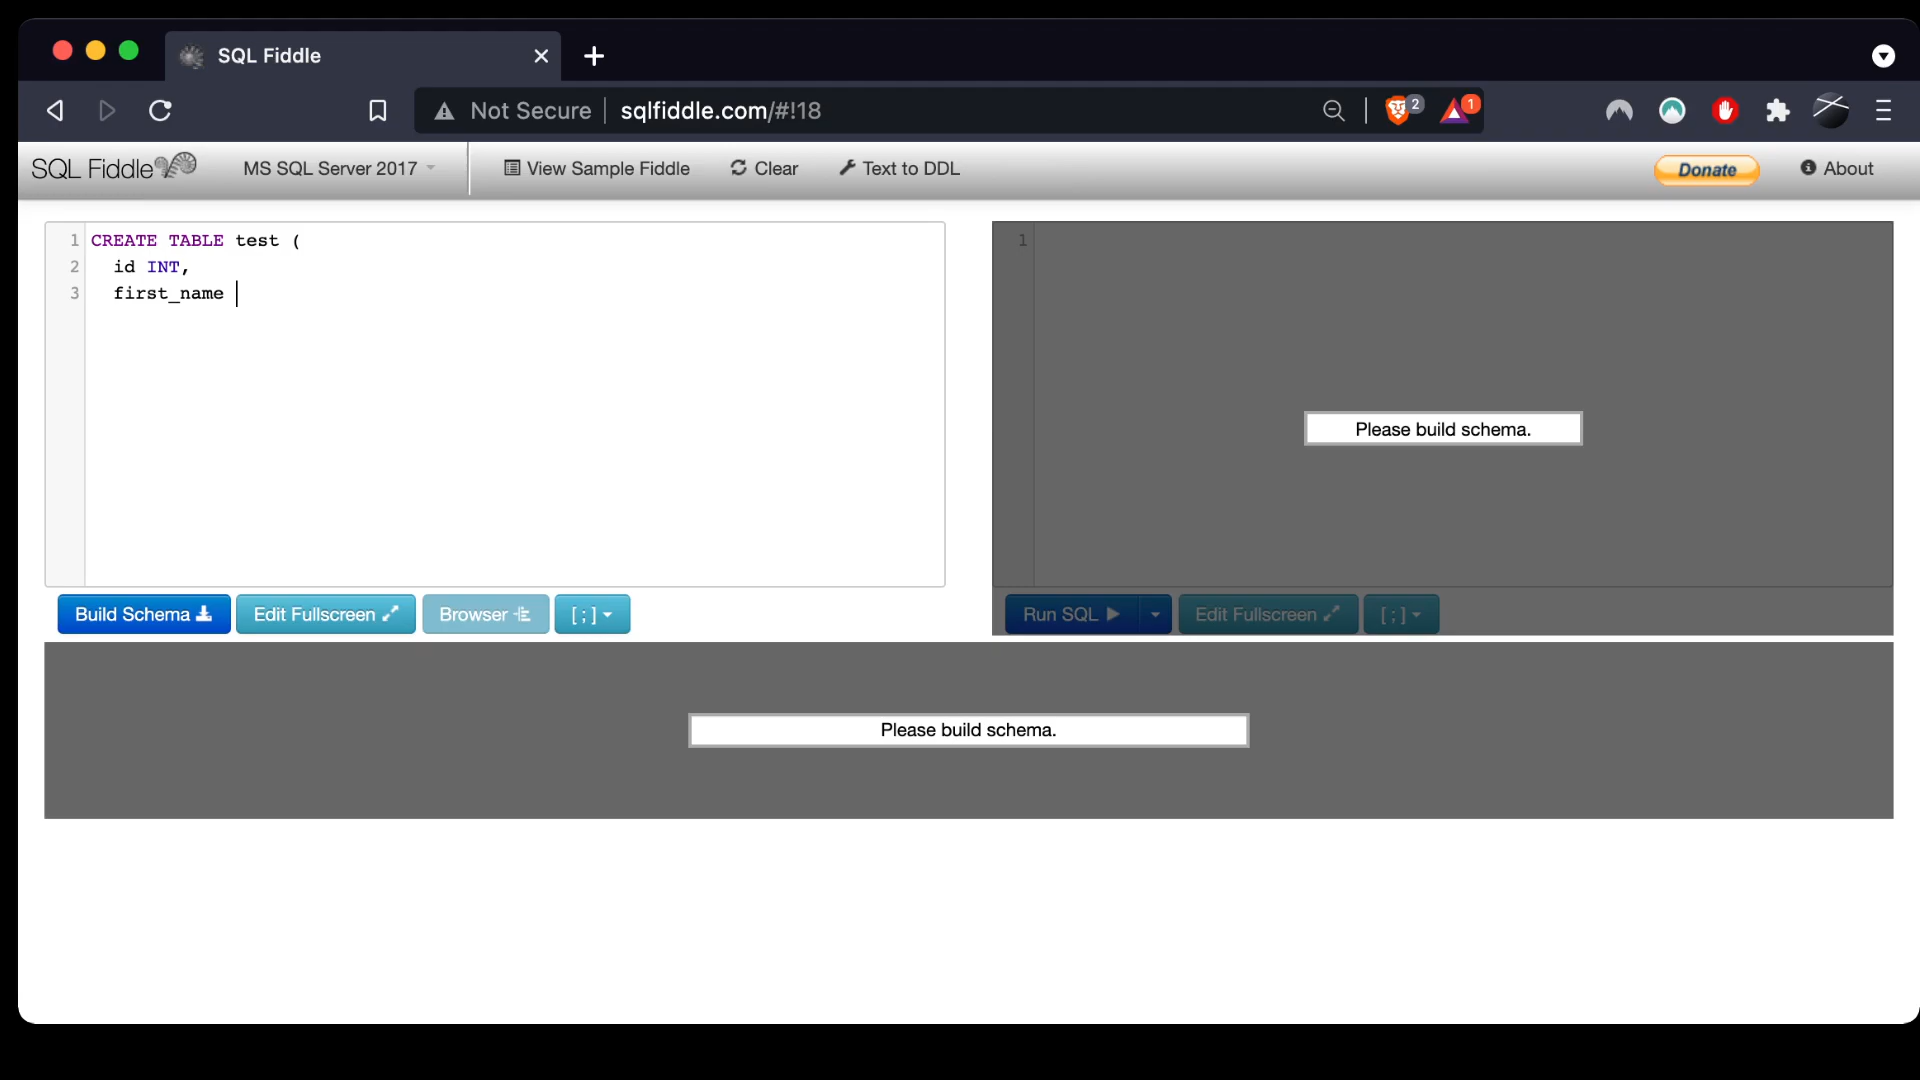 SQL Fiddle
Not Secure sqlfiddle.com/#!18
2
1
SQL Fiddle MS SQL Server 2017 View Sample Fiddle Clear Text to DDL Donate About
1 CREATE TABLE test (
2 id INT,
3 first_name
1
Please build schema.
Build Schema Edit Fullscreen Browser [ ; ]
Run SQL Edit Fullscreen [ ; ]
Please build schema.